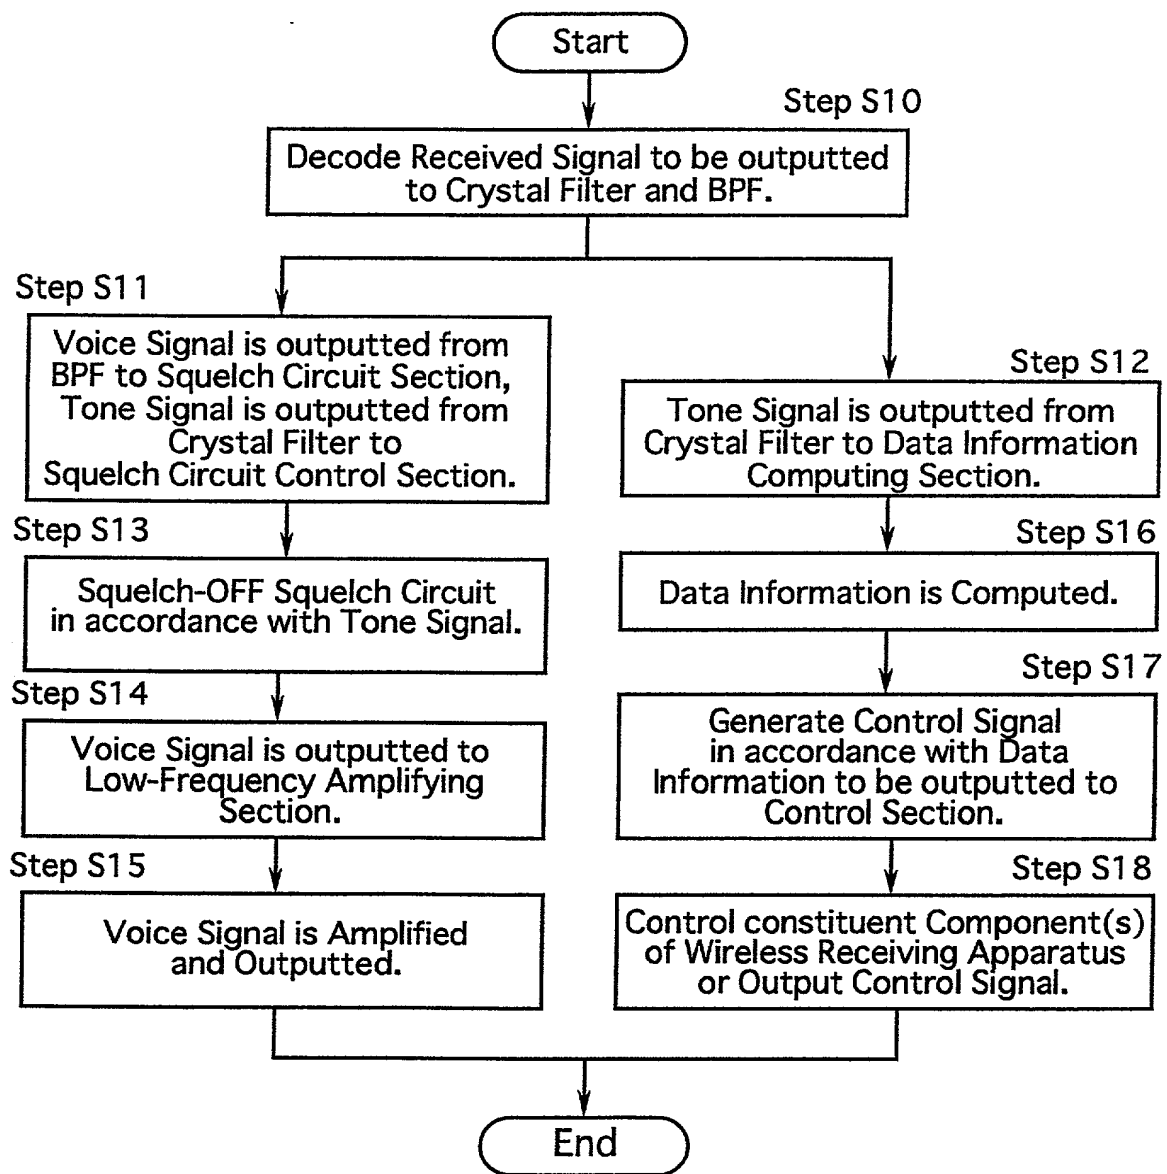 Start
Step S10
Decode Received Signal to be outputted
to Crystal Filter and BPF.
Step S11
Voice Signal is outputted from
BPF to Squelch Circuit Section,
Tone Signal is outputted from
Crystal Filter to
Squelch Circuit Control Section.
Step S12
Tone Signal is outputted from
Crystal Filter to Data Information
Computing Section.
Step S13
Squelch-OFF Squelch Circuit
in accordance with Tone Signal.
Step S16
Data Information is Computed.
Step S14
Voice Signal is outputted to
Low-Frequency Amplifying
Section.
Step S17
Generate Control Signal
in accordance with Data
Information to be outputted to
Control Section.
Step S15
Voice Signal is Amplified
and Outputted.
Step S18
Control constituent Component(s)
of Wireless Receiving Apparatus
or Output Control Signal.
End